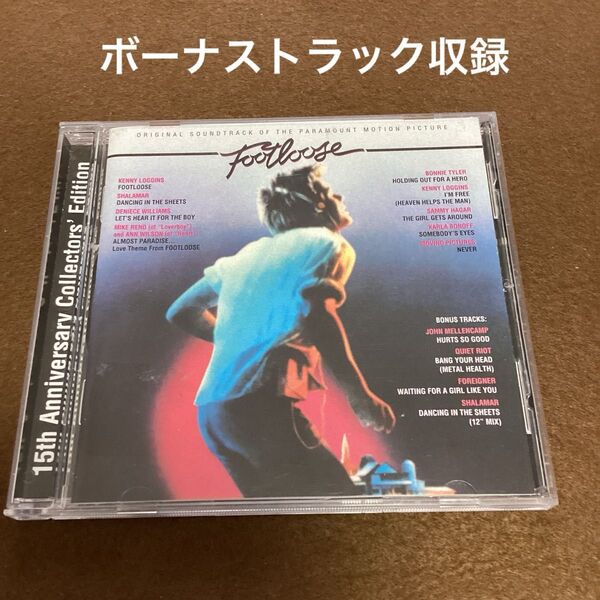 ボーナストラック収録
15th Anniversary Collectors' Edition
ORIGINAL SOUNDTRACK OF THE PARAMOUNT MOTION PICTURE
Footloose
KENNY LOGGINS
FOOTLOOSE
SHALAMAR
DANCING IN THE SHEETS
DENIECE WILLIAMS
LET'S HEAR IT FOR THE BOY
MIKE RENO (of "Loverboy")
and ANN WILSON (of "Heart")
ALMOST PARADISE...
Love Theme From FOOTLOOSE
BONNIE TYLER
HOLDING OUT FOR A HERO
KENNY LOGGINS
I'M FREE
(HEAVEN HELPS THE MAN)
SAMMY HAGAR
THE GIRL GETS AROUND
KARLA BONOFF
SOMEBODY'S EYES
MOVING PICTURES
NEVER
BONUS TRACKS:
JOHN MELLENCAMP
HURTS SO GOOD
QUIET RIOT
BANG YOUR HEAD
(METAL HEALTH)
FOREIGNER
WAITING FOR A GIRL LIKE YOU
SHALAMAR
DANCING IN THE SHEETS
(12" MIX)